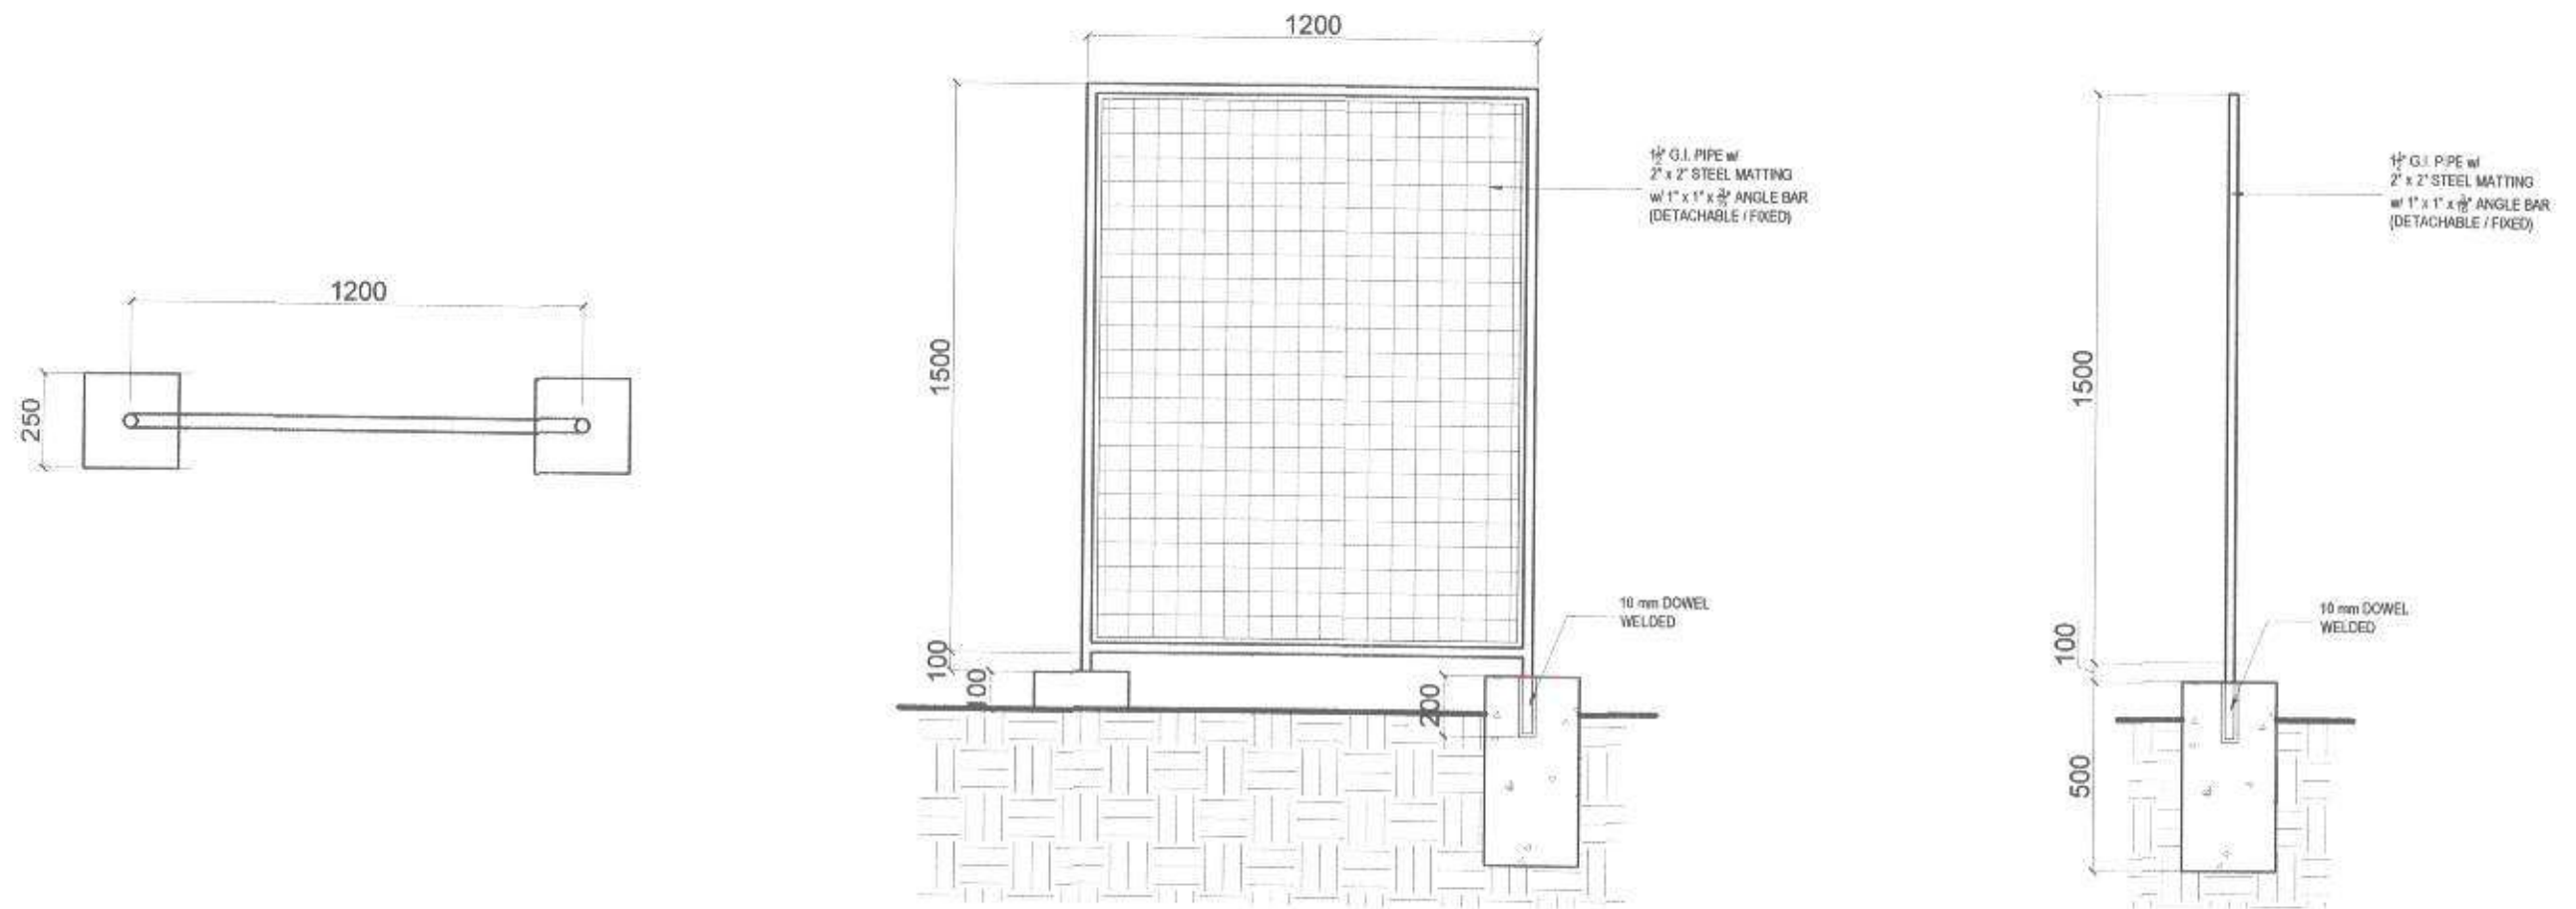 1200
250
1200
1500
100
100
200
1½" G.I. PIPE w/
2" x 2" STEEL MATTING
w/ 1" x 1" x 3/16" ANGLE BAR
(DETACHABLE / FIXED)
10 mm DOWEL
WELDED
1500
100
500
1½" G.I. PIPE w/
2" x 2" STEEL MATTING
w/ 1" x 1" x 3/16" ANGLE BAR
(DETACHABLE / FIXED)
10 mm DOWEL
WELDED